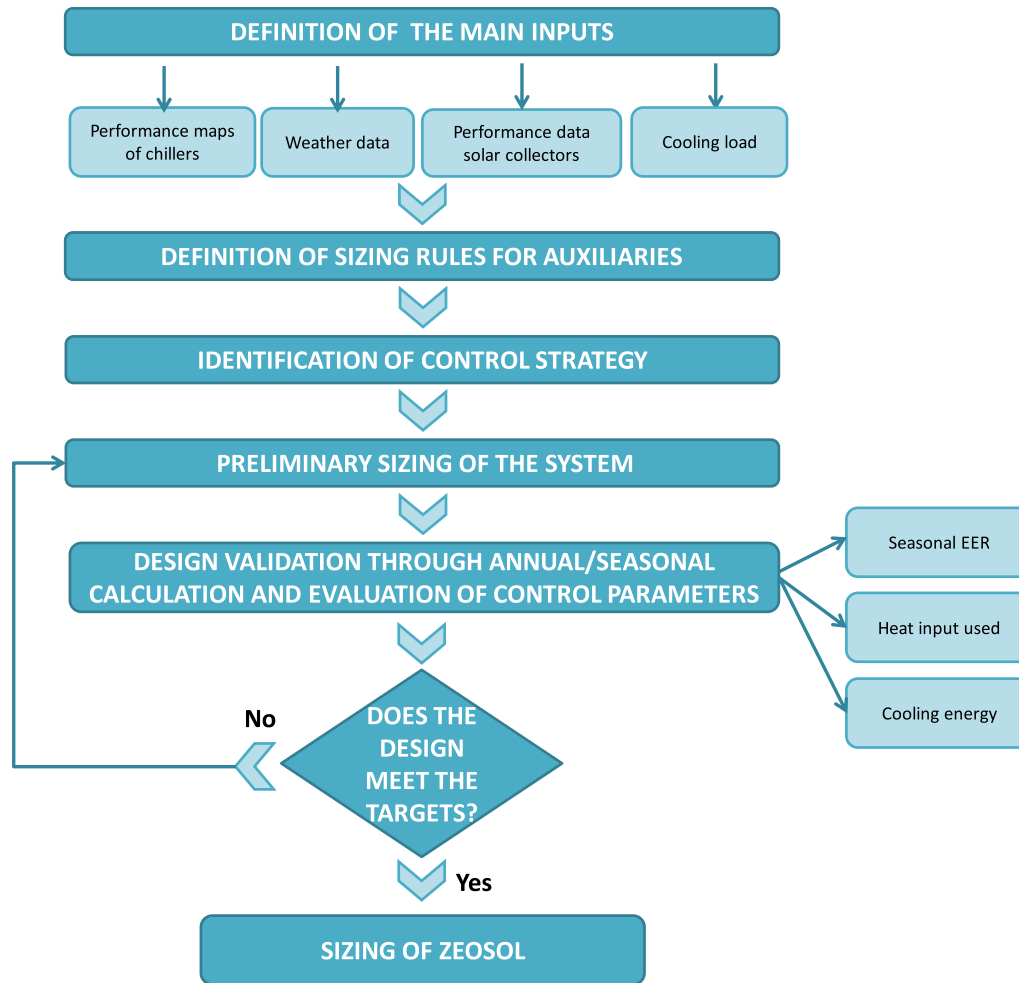 DEFINITION OF THE MAIN INPUTS
Performance maps
of chillers
Weather data
Performance data
solar collectors
Cooling load
DEFINITION OF SIZING RULES FOR AUXILIARIES
IDENTIFICATION OF CONTROL STRATEGY
PRELIMINARY SIZING OF THE SYSTEM
DESIGN VALIDATION THROUGH ANNUAL/SEASONAL
CALCULATION AND EVALUATION OF CONTROL PARAMETERS
Seasonal EER
Heat input used
Cooling energy
No
DOES THE
DESIGN
MEET THE
TARGETS?
Yes
SIZING OF ZEOSOL